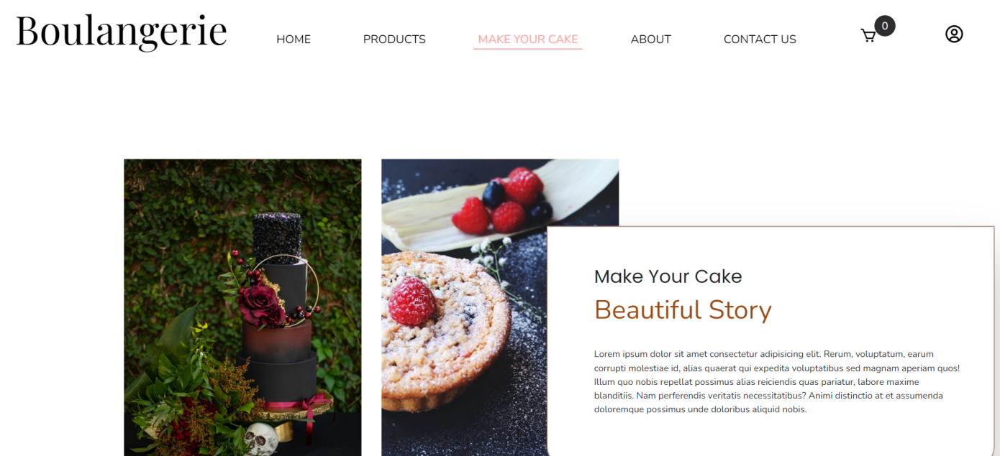 Boulangerie
HOME
PRODUCTS
MAKE YOUR CAKE
ABOUT
CONTACT US
0
Make Your Cake
Beautiful Story
Lorem ipsum dolor sit amet consectetur adipisicing elit. Rerum, voluptatum, earum
corrupti molestiae id, alias quaerat qui expedita voluptatibus sed magnam aperiam quos!
Illum quo nobis repellat possimus alias reiciendis quas pariatur, labore maxime
blanditiis. Nam perferendis veritatis necessitatibus? Animi distinctio at et assumenda
doloremque possimus unde doloribus aliquid nobis.